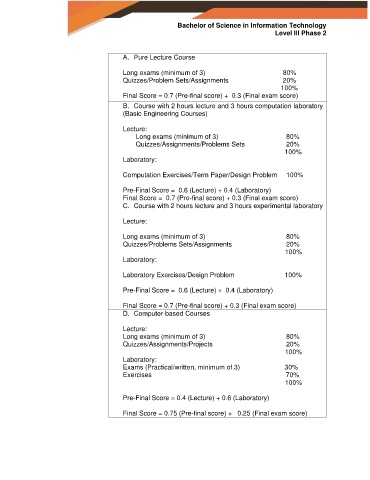 Bachelor of Science in Information Technology
Level III Phase 2
A. Pure Lecture Course
Long exams (minimum of 3) 80%
Quizzes/Problem Sets/Assignments 20%
100%
Final Score = 0.7 (Pre-final score) + 0.3 (Final exam score)
B. Course with 2 hours lecture and 3 hours computation laboratory
(Basic Engineering Courses)
Lecture:
Long exams (minimum of 3) 80%
Quizzes/Assignments/Problems Sets 20%
100%
Laboratory:
Computation Exercises/Term Paper/Design Problem 100%
Pre-Final Score = 0.6 (Lecture) + 0.4 (Laboratory)
Final Score = 0.7 (Pre-final score) + 0.3 (Final exam score)
C. Course with 2 hours lecture and 3 hours experimental laboratory
Lecture:
Long exams (minimum of 3) 80%
Quizzes/Problems Sets/Assignments 20%
100%
Laboratory:
Laboratory Exercises/Design Problem 100%
Pre-Final Score = 0.6 (Lecture) + 0.4 (Laboratory)
Final Score = 0.7 (Pre-final score) + 0.3 (Final exam score)
D. Computer-based Courses
Lecture:
Long exams (minimum of 3) 80%
Quizzes/Assignments/Projects 20%
100%
Laboratory:
Exams (Practical/written, minimum of 3) 30%
Exercises 70%
100%
Pre-Final Score = 0.4 (Lecture) + 0.6 (Laboratory)
Final Score = 0.75 (Pre-final score) + 0.25 (Final exam score)